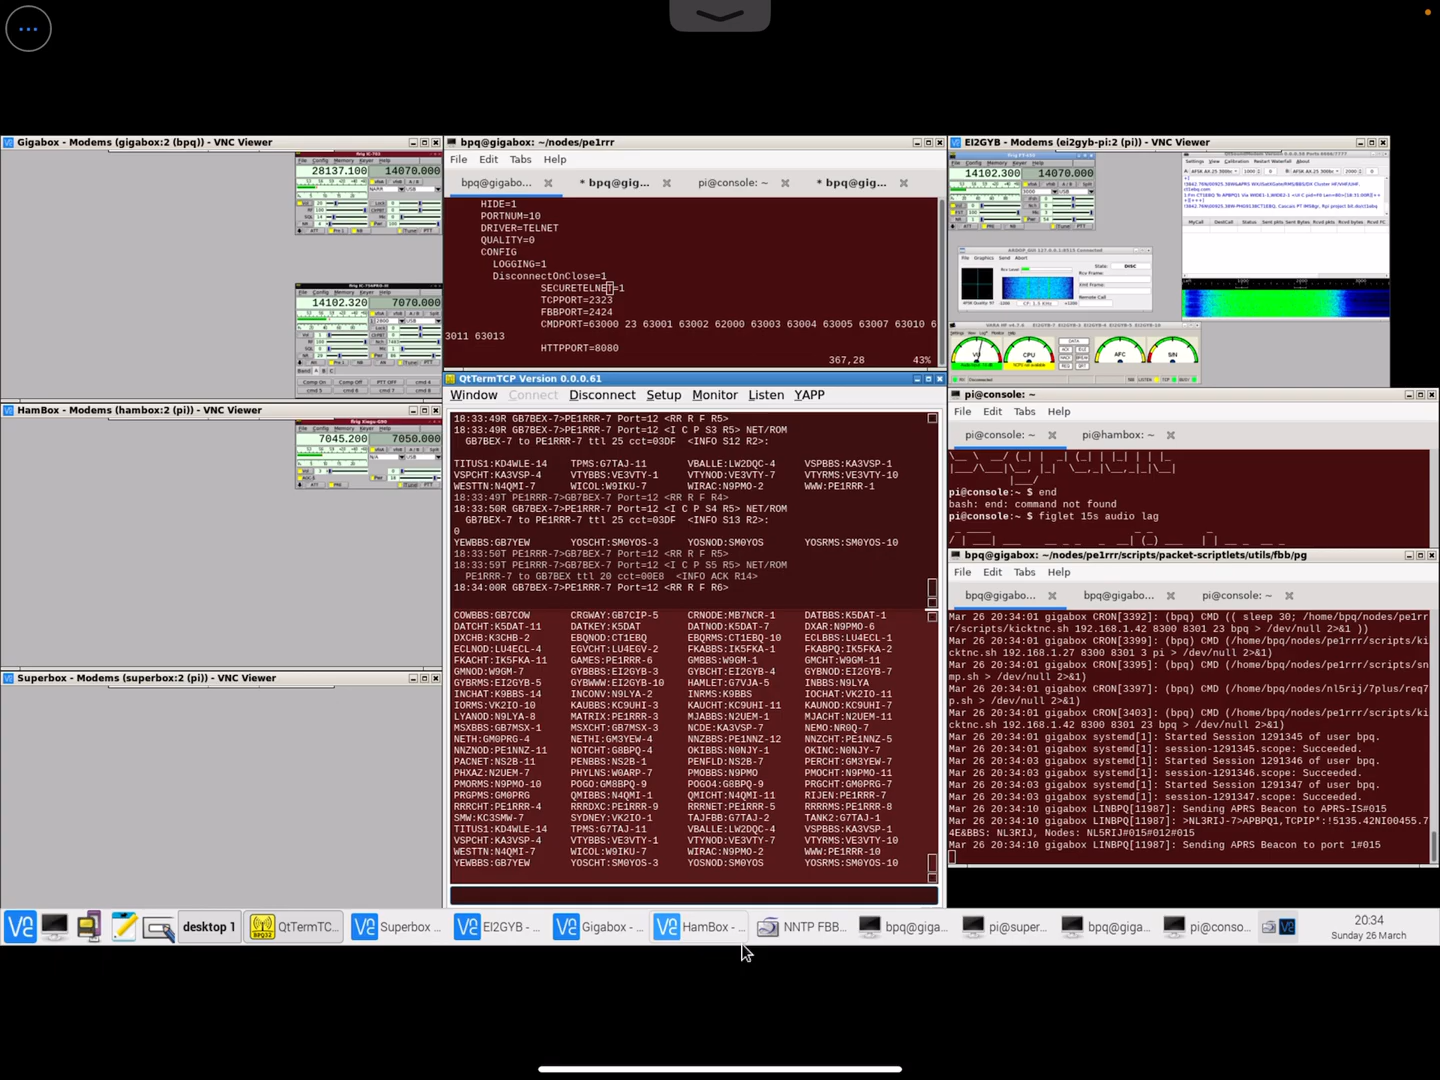 Gigabox - Modems (gigabox:2 (bpq)) - VNC Viewer
28137.100 14070.000
14102.320 7070.000
HamBox - Modems (hambox:2 (pi)) - VNC Viewer
7045.200 7050.000
Superbox - Modems (superbox:2 (pi)) - VNC Viewer
bpq@gigabox: ~/nodes/pe1rrr
File Edit Tabs Help
bpq@gigabo... * bpq@gig... pi@console: ~ * bpq@gig...
HIDE=1
PORTNUM=10
DRIVER=TELNET
QUALITY=0
CONFIG
LOGGING=1
DisconnectOnClose=1
SECURETELNET=1
TCPPORT=2323
FBBPORT=2424
CMDPORT=63000 23 63001 63002 62000 63003 63004 63005 63007 63010 6
3011 63013
HTTPPORT=8080
367,28 43%
QtTermTCP Version 0.0.0.61
Window Connect Disconnect Setup Monitor Listen YAPP
18:33:49R GB7BEX-7>PE1RRR-7 Port=12 <RR R F R5>
18:33:49R GB7BEX-7>PE1RRR-7 Port=12 <I C P S3 R5> NET/ROM
GB7BEX-7 to PE1RRR-7 ttl 25 cct=03DF <INFO S12 R2>:
TITUS1:KD4WLE-14 TPMS:G7TAJ-11 VBALLE:LW2DQC-4 VSPPBS:KA3VSP-1
VSPCHT:KA3VSP-4 VTYBBS:VE3VTY-1 VTYNOD:VE3VTY-7 WESBBS:N4QMI-1
WESTTN:N4QMI-7 WICOL:W9IKU-7 WIRAC:N9PMO-2 WWW:PE1RRR-1
18:33:49T PE1RRR-7>GB7BEX-7 Port=12 <RR R F R4>
18:33:50R GB7BEX-7>PE1RRR-7 Port=12 <I C P S4 R5> NET/ROM
GB7BEX-7 to PE1RRR-7 ttl 25 cct=03DF <INFO S13 R2>:
0
YEWBBS:GB7YEW YOSCHT:SM0YOS-3 YOSNOD:SM0YOS YOSRMS:SM0YOS-10
18:33:50T PE1RRR-7>GB7BEX-7 Port=12 <RR R F R5>
18:33:59T PE1RRR-7>GB7BEX-7 Port=12 <I C P S5 R5> NET/ROM
PE1RRR-7 to GB7BEX ttl 20 cct=00E8 <INFO ACK R14>
18:34:00R GB7BEX-7>PE1RRR-7 Port=12 <RR R F R6>
COWBBS:GB7COW CRGWAY:GB7CIP-5 CRNODE:MB7NCR-1 DATBBS:K5DAT-1
DATCHT:K5DAT-11 DATKEY:K5DAT DATNOD:K5DAT-7 DXAR:N9PMO-6
DXCHB:K3CHB-2 EBQNOD:CT1EBQ EBQRMS:CT1EBQ-10 ECLBBS:LU4ECL-1
ECLNOD:LU4ECL-4 EGVCHT:LU4EGV-2 FKABBS:IK5FKA-1 FKABPQ:IK5FKA-2
FKACHT:IK5FKA-11 GAMES:PE1RRR-6 GMBBS:W9GM-1 GMCHT:W9GM-11
GMNOD:W9GM-7 GYBBBS:EI3GYB-2 GYBCHT:EI2GYB-3 GYBNOD:EI2GYB-7
GYBRMS:EI2GYB-5 GYBWWW:EI3GYB-10 HAMLET:G7VJA-5 INBBS:N9LYA
INCHAT:K9BBS-14 INCONV:N9LYA-2 INRMS:K9BBS IOCHAT:VK2IO-11
IORMS:VK2IO-10 KAUBBS:KC9UHI-3 KAUCHT:KC9UHI-11 KAUNOD:KC9UHI-7
LYANOD:N9LYA-8 MATRIX:PE1RRR-3 MJABBS:N2UEM-1 MJACHT:N2UEM-11
MSXBBS:KB1MSX-1 MSXCHT:GB7MSX-3 NCDE:KA3VSP-7 NEMO:NR0Q-7
NETH:GM0PRG-4 NETHI:GM3YEW-4 NNZBBS:PE1NNZ-12 NNZCHT:PE1NNZ-5
NNZNOD:PE1NNZ-11 NOTCHT:G8BPQ-4 OKIBBS:N0NJY-1 OKINC:N0NJY-7
PACNET:NS2B-11 PENBBS:NS2B-1 PENFLD:NS2B-7 PERCHT:GM3YEW-7
PHXAZ:N2UEM-7 PHYLNS:W0ARP-7 PMOBBS:N9PMO PMOCHT:N9PMO-11
PMORMS:N9PMO-10 POGO:GM8BPQ-9 POGO4:G8BPQ-9 PRGCHT:GM0PRG-7
PRGPMS:GM0PRG QMIBBS:N4QMI-1 QMICHT:N4QMI-11 RIJEN:PE1RRR-7
RRRCHT:PE1RRR-4 RRRDXC:PE1RRR-9 RRRNET:PE1RRR-5 RRRRMS:PE1RRR-8
SMW:KC3SMW-7 SYDNEY:VK2IO-1 TAJFBB:G7TAJ-2 TANK2:G7TAJ-1
TITUS1:KD4WLE-14 TPMS:G7TAJ-11 VBALLE:LW2DQC-4 VSPBBS:KA3VSP-1
VSPCHT:KA3VSP-4 VTYBBS:VE3VTY-1 VTYNOD:VE3VTY-7 WESBBS:N4QMI-1
WESTTN:N4QMI-7 WICOL:W9IKU-7 WIRAC:N9PMO-2 WWW:PE1RRR-10
YEWBBS:GB7YEW YOSCHT:SM0YOS-3 YOSNOD:SM0YOS YOSRMS:SM0YOS-10
EI2GYB - Modems (ei2gyb-pi:2 (pi)) - VNC Viewer
14102.300 14070.000
pi@console: ~
File Edit Tabs Help
pi@console: ~ pi@hambox: ~
pi@console:~ $ end
bash: end: command not found
pi@console:~ $ figlet 15s audio lag
bpq@gigabox: ~/nodes/pe1rrr/scripts/packet-scriptlets/utils/fbb/pg
File Edit Tabs Help
bpq@gigabo... bpq@gigabo... pi@console: ~
Mar 26 20:34:01 gigabox CRON[3392]: (bpq) CMD (( sleep 30; /home/bpq/nodes/pe1rr
r/scripts/kicktnc.sh 192.168.1.42 8300 8301 23 bpq > /dev/null 2>&1 ))
Mar 26 20:34:01 gigabox CRON[3399]: (bpq) CMD (/home/bpq/nodes/pe1rrr/scripts/ki
cktnc.sh 192.168.1.27 8300 8301 3 pi > /dev/null 2>&1)
Mar 26 20:34:01 gigabox CRON[3395]: (bpq) CMD (/home/bpq/nodes/pe1rrr/scripts/sn
mp.sh > /dev/null 2>&1)
Mar 26 20:34:01 gigabox CRON[3397]: (bpq) CMD (/home/bpq/nodes/nl5rij/7plus/req7
p.sh > /dev/null 2>&1)
Mar 26 20:34:01 gigabox CRON[3403]: (bpq) CMD (/home/bpq/nodes/pe1rrr/scripts/ki
cktnc.sh 192.168.1.42 8300 8301 23 bpq > /dev/null 2>&1)
Mar 26 20:34:01 gigabox systemd[1]: Started Session 1291345 of user bpq.
Mar 26 20:34:01 gigabox systemd[1]: session-1291345.scope: Succeeded.
Mar 26 20:34:03 gigabox systemd[1]: Started Session 1291346 of user bpq.
Mar 26 20:34:03 gigabox systemd[1]: session-1291346.scope: Succeeded.
Mar 26 20:34:03 gigabox systemd[1]: Started Session 1291347 of user bpq.
Mar 26 20:34:03 gigabox systemd[1]: session-1291347.scope: Succeeded.
Mar 26 20:34:10 gigabox LINBPQ[11987]: Sending APRS Beacon to APRS-IS#015
Mar 26 20:34:10 gigabox LINBPQ[11987]: >NL3RIJ-7>APBPQ1,TCPIP*:!5135.42NI00455.7
4E&BBS: NL3RIJ, Nodes: NL5RIJ#015#012#015
Mar 26 20:34:10 gigabox LINBPQ[11987]: Sending APRS Beacon to port 1#015
desktop 1 QtTermTC... Superbox ... EI2GYB - ... Gigabox - ... HamBox - ... NNTP FBB... bpq@giga... pi@super... bpq@giga... pi@conso...
20:34
Sunday 26 March